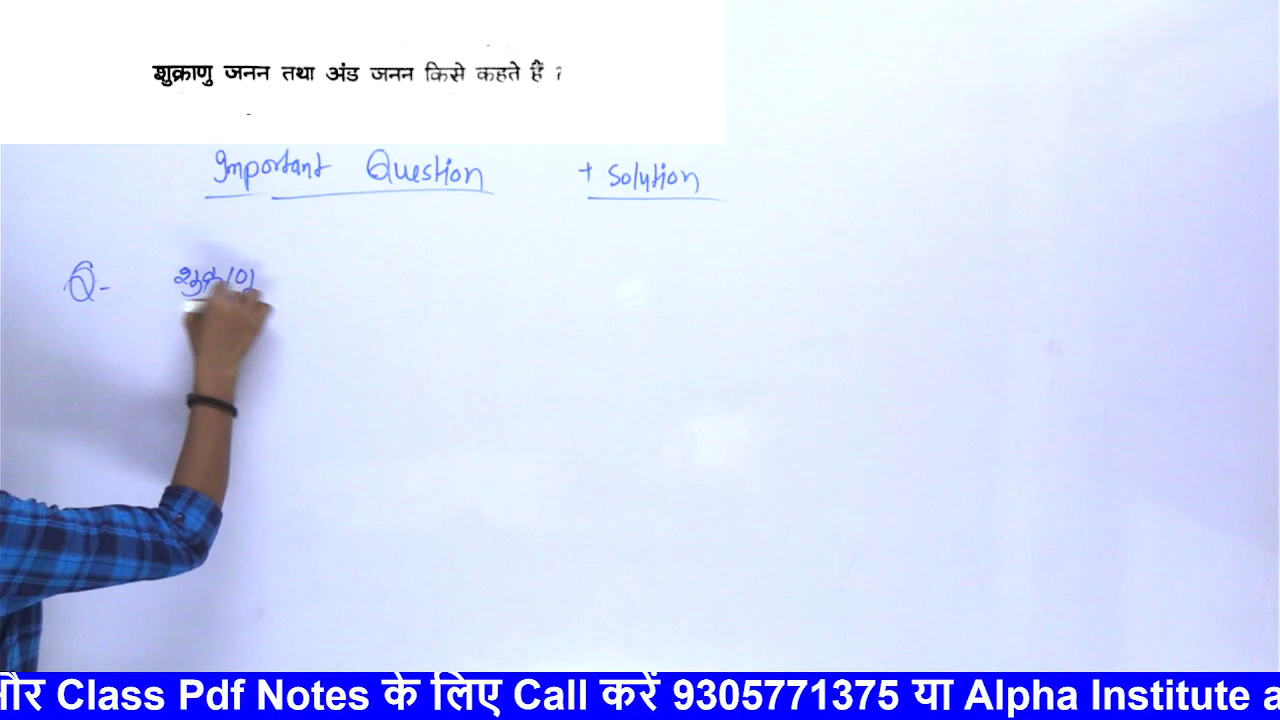 शुक्राणु जनन तथा अंड जनन किसे कहते हैं ?
Important Question + Solution
Q- शुक्राणु
और Class Pdf Notes के लिए Call करें 9305771375 या Alpha Institute a